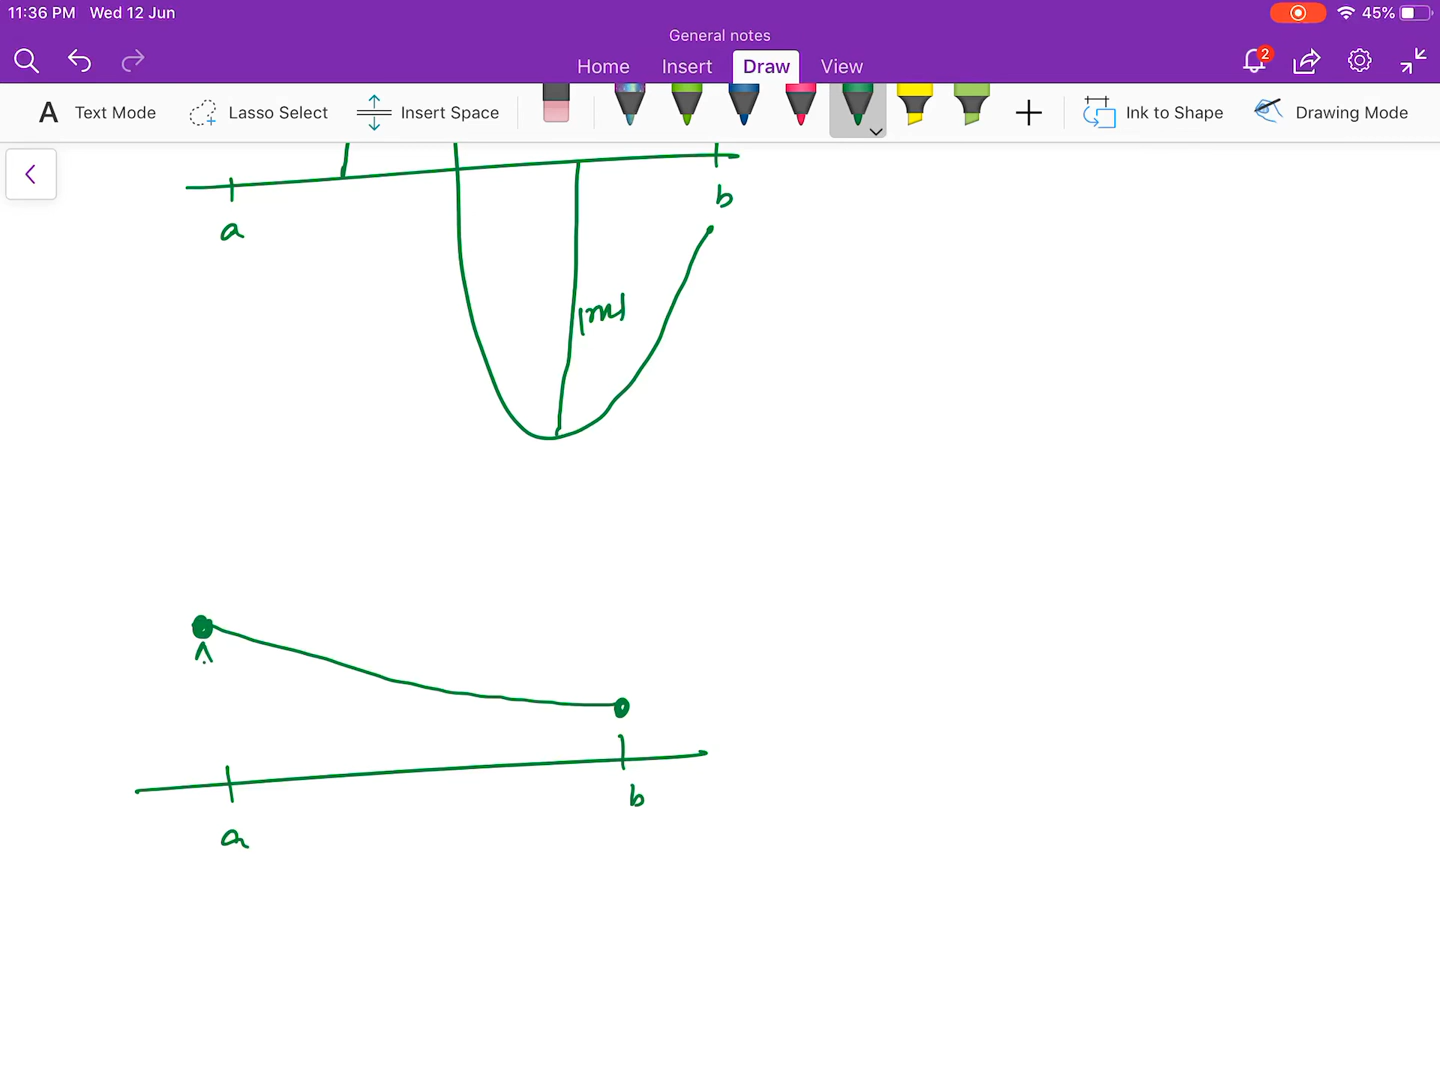 11:36 PM Wed 12 Jun
45%
General notes
Home Insert Draw View
2
A Text Mode Lasso Select Insert Space Ink to Shape Drawing Mode
a
b
|m|
a
b